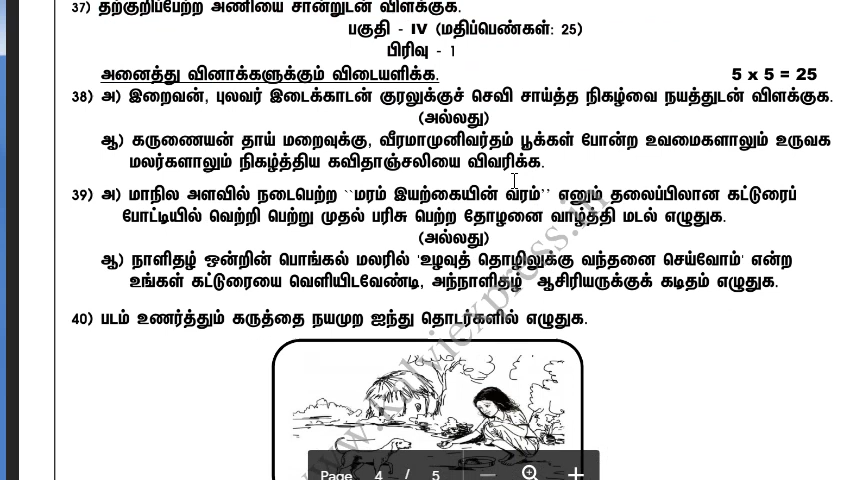 37) தற்குறிப்பேற்ற அணியை சான்றுடன் விளக்குக.
பகுதி - IV (மதிப்பெண்கள்: 25)
பிரிவு - 1
அனைத்து வினாக்களுக்கும் விடையளிக்க. 5 x 5 = 25
38) அ) இறைவன், புலவர் இடைக்காடன் குரலுக்குச் செவி சாய்த்த நிகழ்வை நயத்துடன் விளக்குக.
(அல்லது)
ஆ) கருணையன் தாய் மறைவுக்கு, வீரமாமுனிவர்தம் பூக்கள் போன்ற உவமைகளாலும் உருவக
மலர்களாலும் நிகழ்த்திய கவிதாஞ்சலியை விவரிக்க.
39) அ) மாநில அளவில் நடைபெற்ற ``மரம் இயற்கையின் வரம்'' எனும் தலைப்பிலான கட்டுரைப்
போட்டியில் வெற்றி பெற்று முதல் பரிசு பெற்ற தோழனை வாழ்த்தி மடல் எழுதுக.
(அல்லது)
ஆ) நாளிதழ் ஒன்றின் பொங்கல் மலரில் 'உழவுத் தொழிலுக்கு வந்தனை செய்வோம்' என்ற
உங்கள் கட்டுரையை வெளியிடவேண்டி, அந்நாளிதழ் ஆசிரியருக்குக் கடிதம் எழுதுக.
40) படம் உணர்த்தும் கருத்தை நயமுற ஐந்து தொடர்களில் எழுதுக.
www.kalviexpress.in
Page 4 / 5